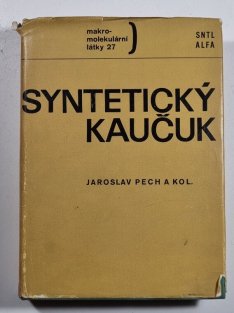 makro-
molekulární
látky 27
)
SNTL
ALFA
SYNTETICKÝ
KAUČUK
JAROSLAV PECH A KOL.